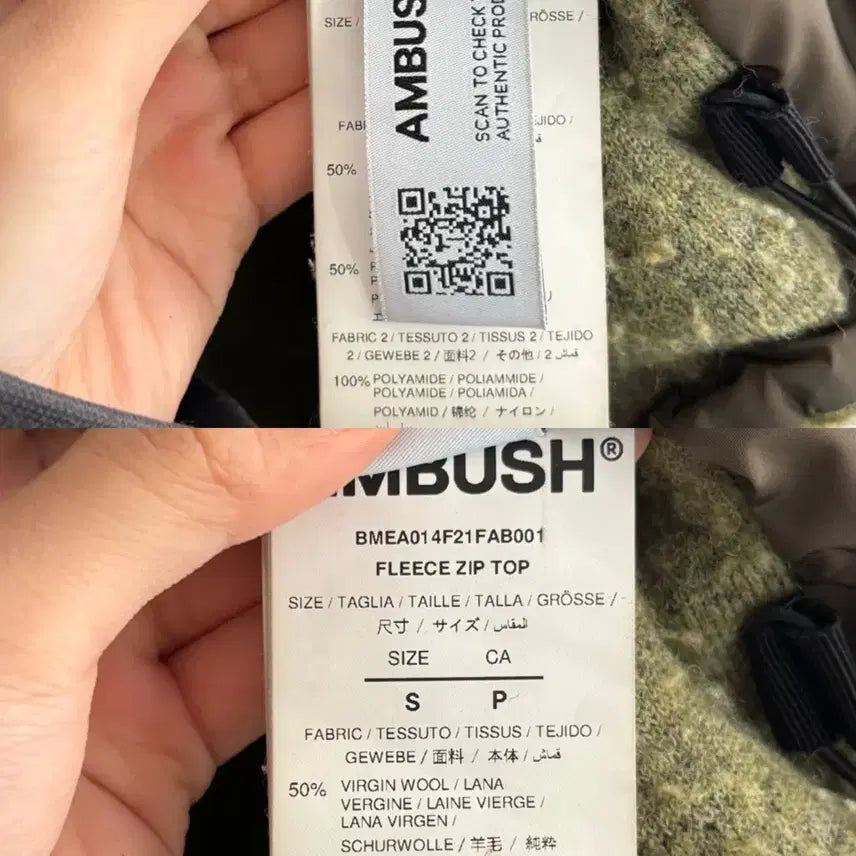 SIZE /
RÖSSE /
AMBUS
SCAN TO CHECK
AUTHENTIC PROD
FAB
EJIDO /
50%
50%
FABRIC 2 / TESSUTO 2 / TISSUS 2 / TEJIDO
2 / GEWEBE 2 / 面料2 / その他 / 2 قماش
100% POLYAMIDE / POLIAMMIDE /
POLYAMIDE / POLIAMIDA /
POLYAMID / 锦纶 / ナイロン /
AMBUSH®
BMEA014F21FAB001
FLEECE ZIP TOP
SIZE / TAGLIA / TAILLE / TALLA / GRÖSSE /
尺寸 / サイズ / المقاس
SIZE CA
S P
FABRIC / TESSUTO / TISSUS / TEJIDO /
GEWEBE / 面料 / 本体 / قماش
50% VIRGIN WOOL / LANA
VERGINE / LAINE VIERGE /
LANA VIRGEN /
SCHURWOLLE / 羊毛 / 純粋